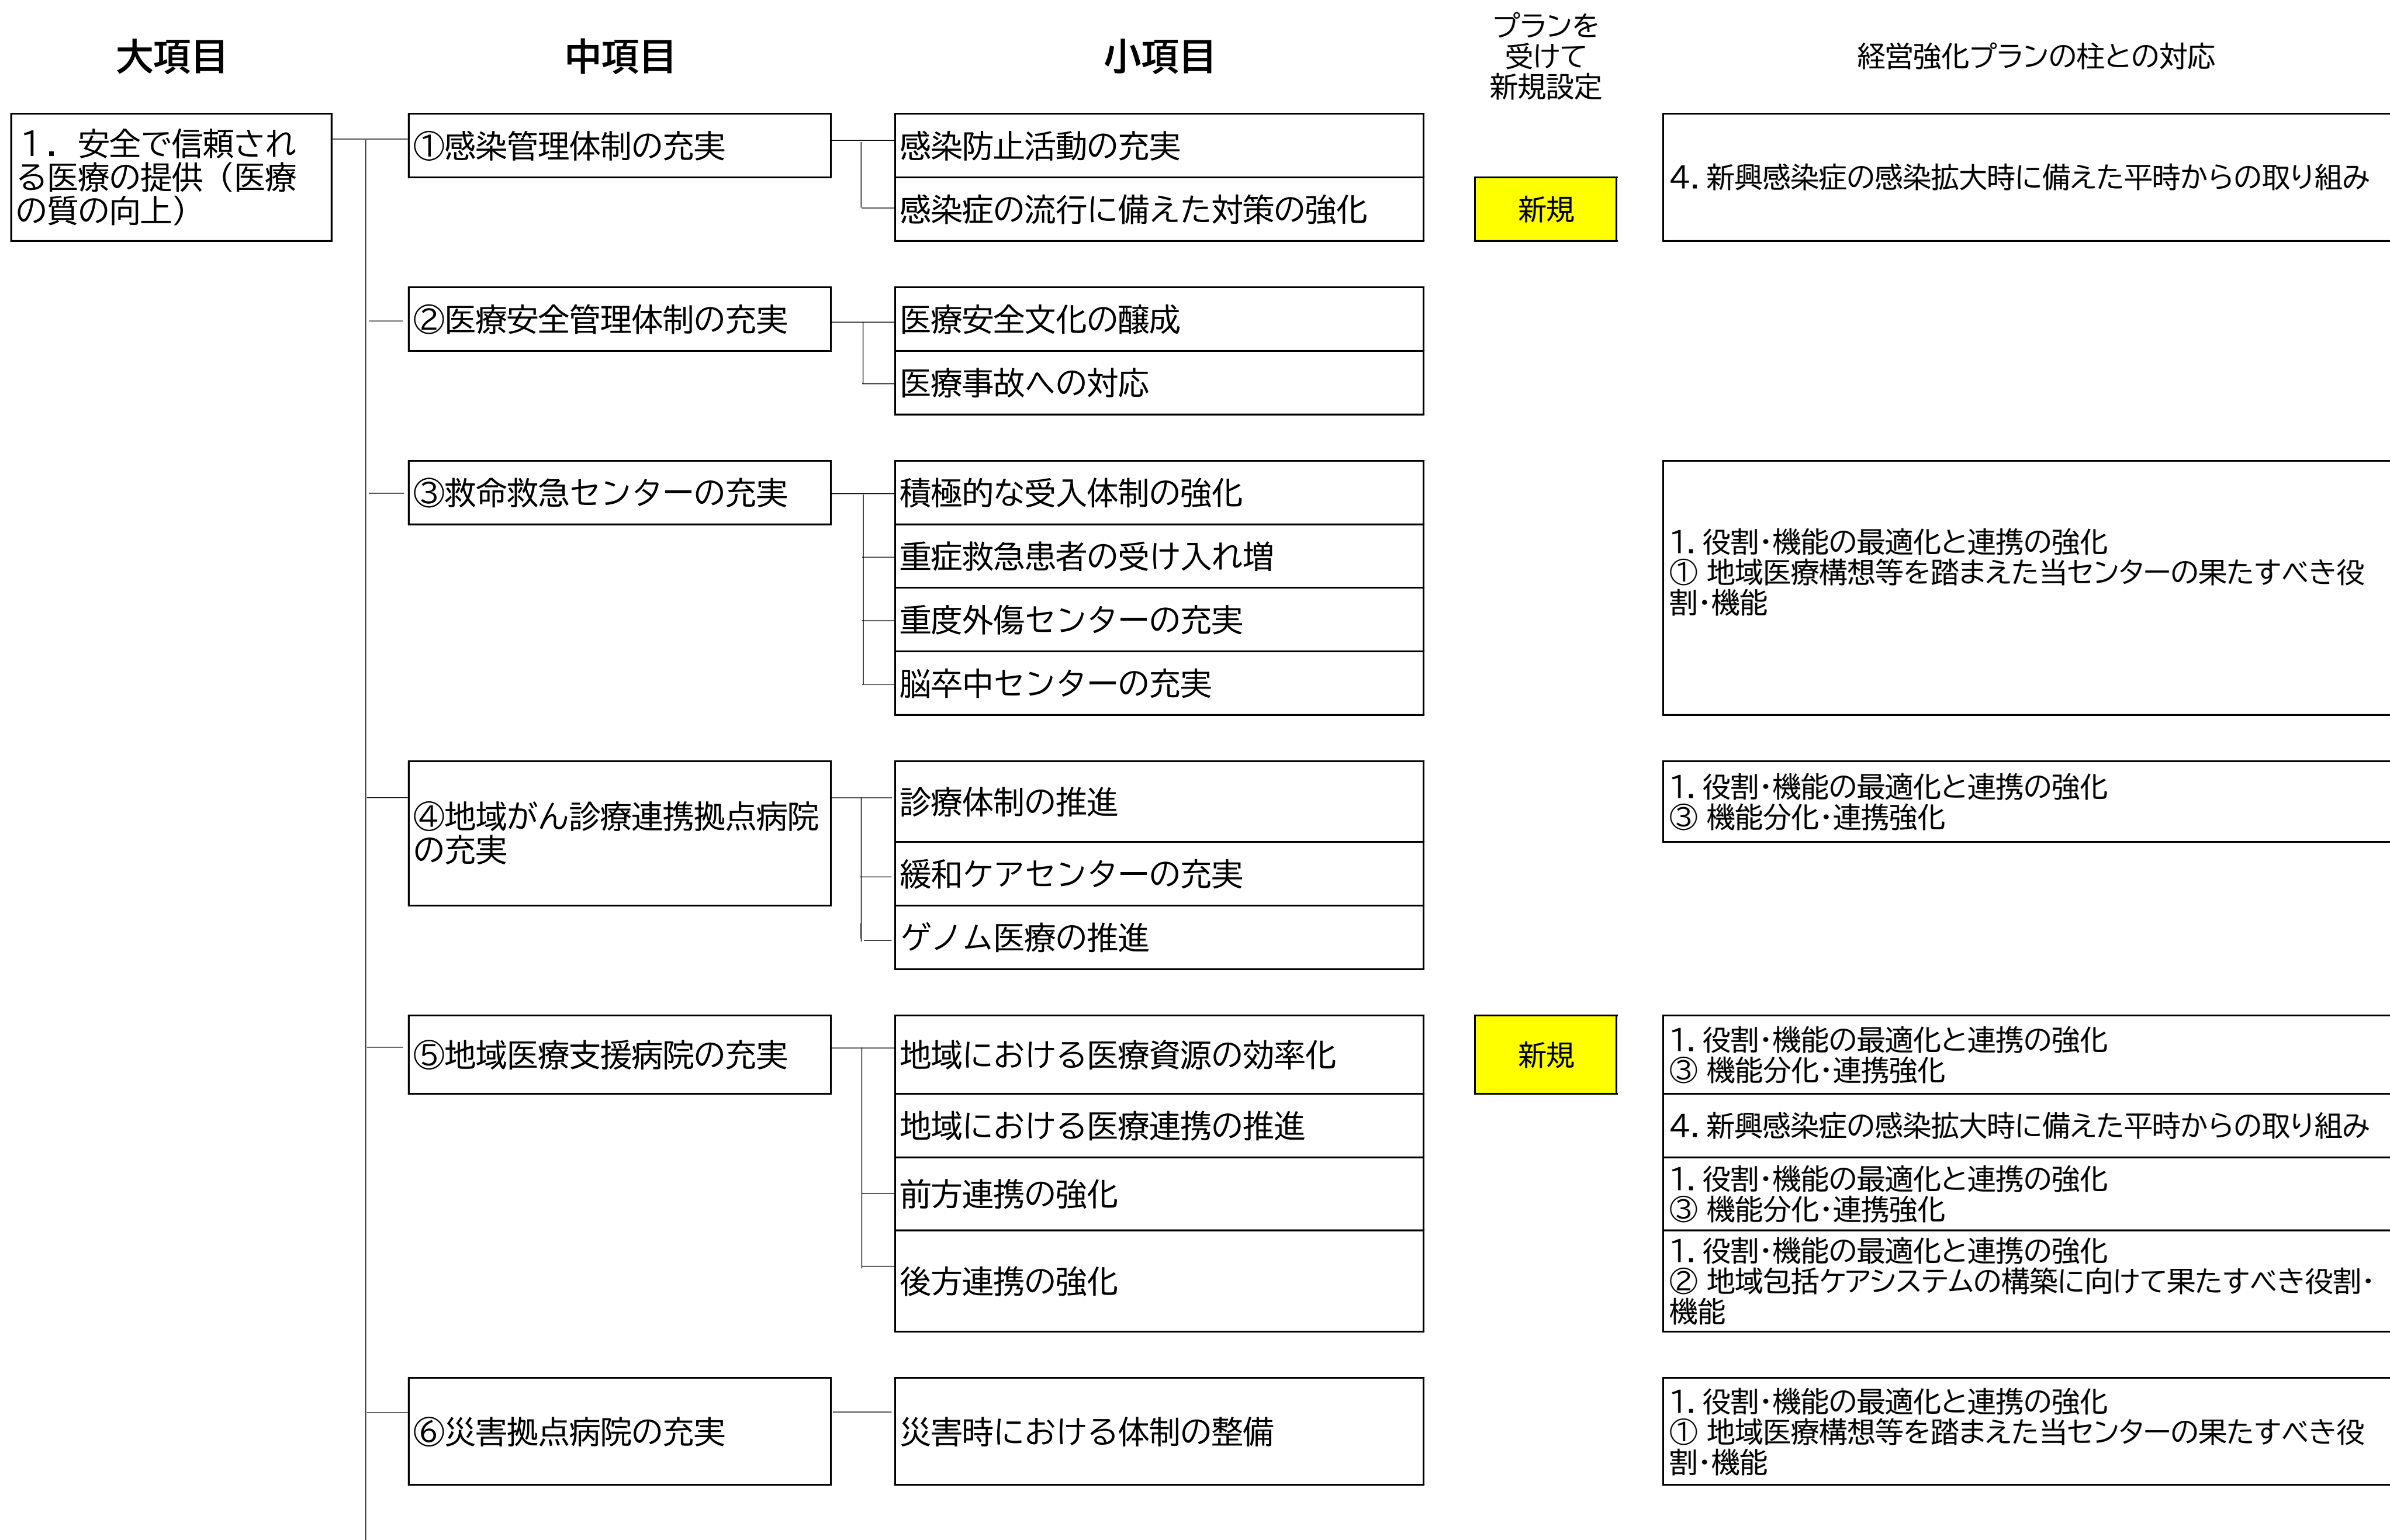 大項目
中項目
小項目
プランを
受けて
新規設定
経営強化プランの柱との対応
１．安全で信頼され
る医療の提供（医療
の質の向上）
①感染管理体制の充実
感染防止活動の充実
感染症の流行に備えた対策の強化
新規
4．新興感染症の感染拡大時に備えた平時からの取り組み
②医療安全管理体制の充実
医療安全文化の醸成
医療事故への対応
③救命救急センターの充実
積極的な受入体制の強化
重症救急患者の受け入れ増
重度外傷センターの充実
脳卒中センターの充実
1．役割・機能の最適化と連携の強化
① 地域医療構想等を踏まえた当センターの果たすべき役
割・機能
④地域がん診療連携拠点病院
の充実
診療体制の推進
緩和ケアセンターの充実
ゲノム医療の推進
1．役割・機能の最適化と連携の強化
③ 機能分化・連携強化
⑤地域医療支援病院の充実
地域における医療資源の効率化
新規
1．役割・機能の最適化と連携の強化
③ 機能分化・連携強化
地域における医療連携の推進
4．新興感染症の感染拡大時に備えた平時からの取り組み
前方連携の強化
1．役割・機能の最適化と連携の強化
③ 機能分化・連携強化
後方連携の強化
1．役割・機能の最適化と連携の強化
② 地域包括ケアシステムの構築に向けて果たすべき役割・
機能
⑥災害拠点病院の充実
災害時における体制の整備
1．役割・機能の最適化と連携の強化
① 地域医療構想等を踏まえた当センターの果たすべき役
割・機能